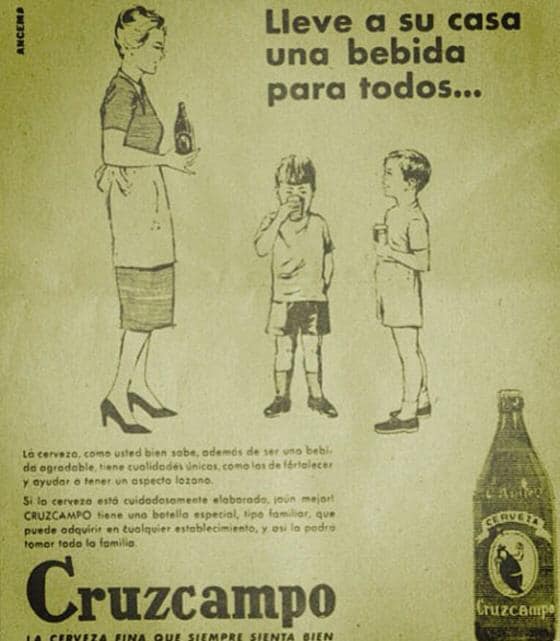 ANCEMA
Lleve a su casa
una bebida
para todos...
La cerveza, como usted bien sabe, además de ser una bebi-
da agradable, tiene cualidades únicas, como las de fortalecer
y ayudar a tener un aspecto lozano.
Si la cerveza está cuidadosamente elaborada, ¡aún mejor!
CRUZCAMPO tiene una botella especial, tipo familiar, que
puede adquirir en cualquier establecimiento, y así la podrá
tomar toda la familia.
CERVEZA
Cruzcampo
Cruzcampo
LA CERVEZA FINA QUE SIEMPRE SIENTA BIEN